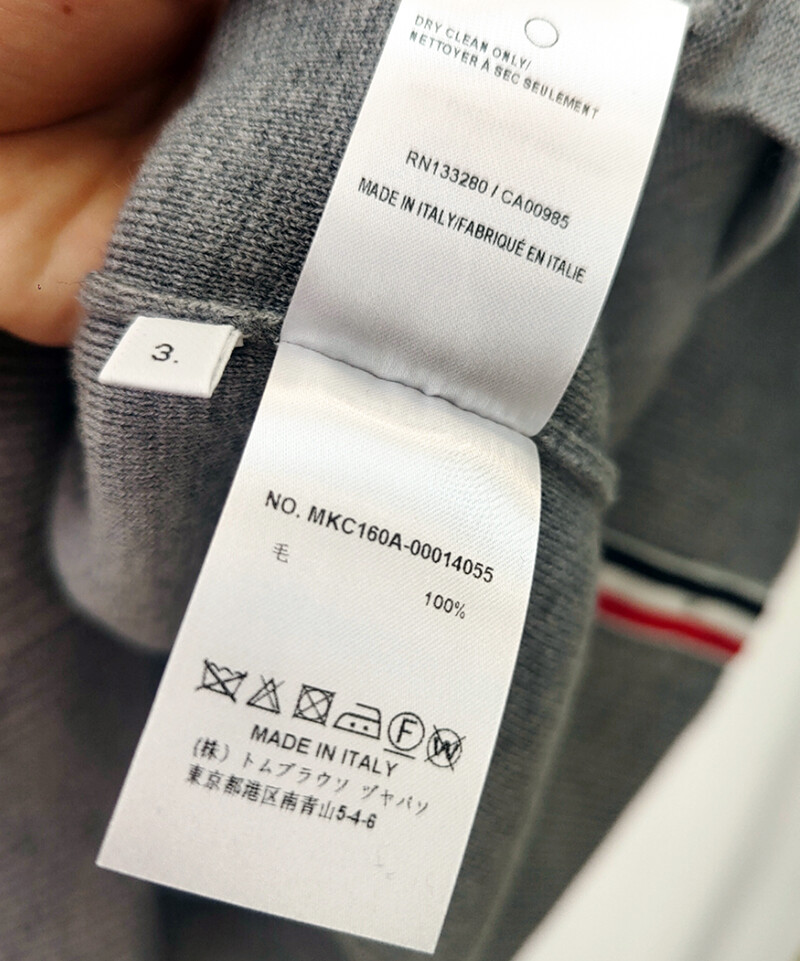 DRY CLEAN ONLY/
NETTOYER À SEC SEULEMENT
RN133280 / CA00985
MADE IN ITALY/FABRIQUÉ EN ITALIE
3.
NO. MKC160A-00014055
毛
100%
F W
MADE IN ITALY
(株) トムブラウソ ヅヤパソ
東京都港区南青山5-4-6